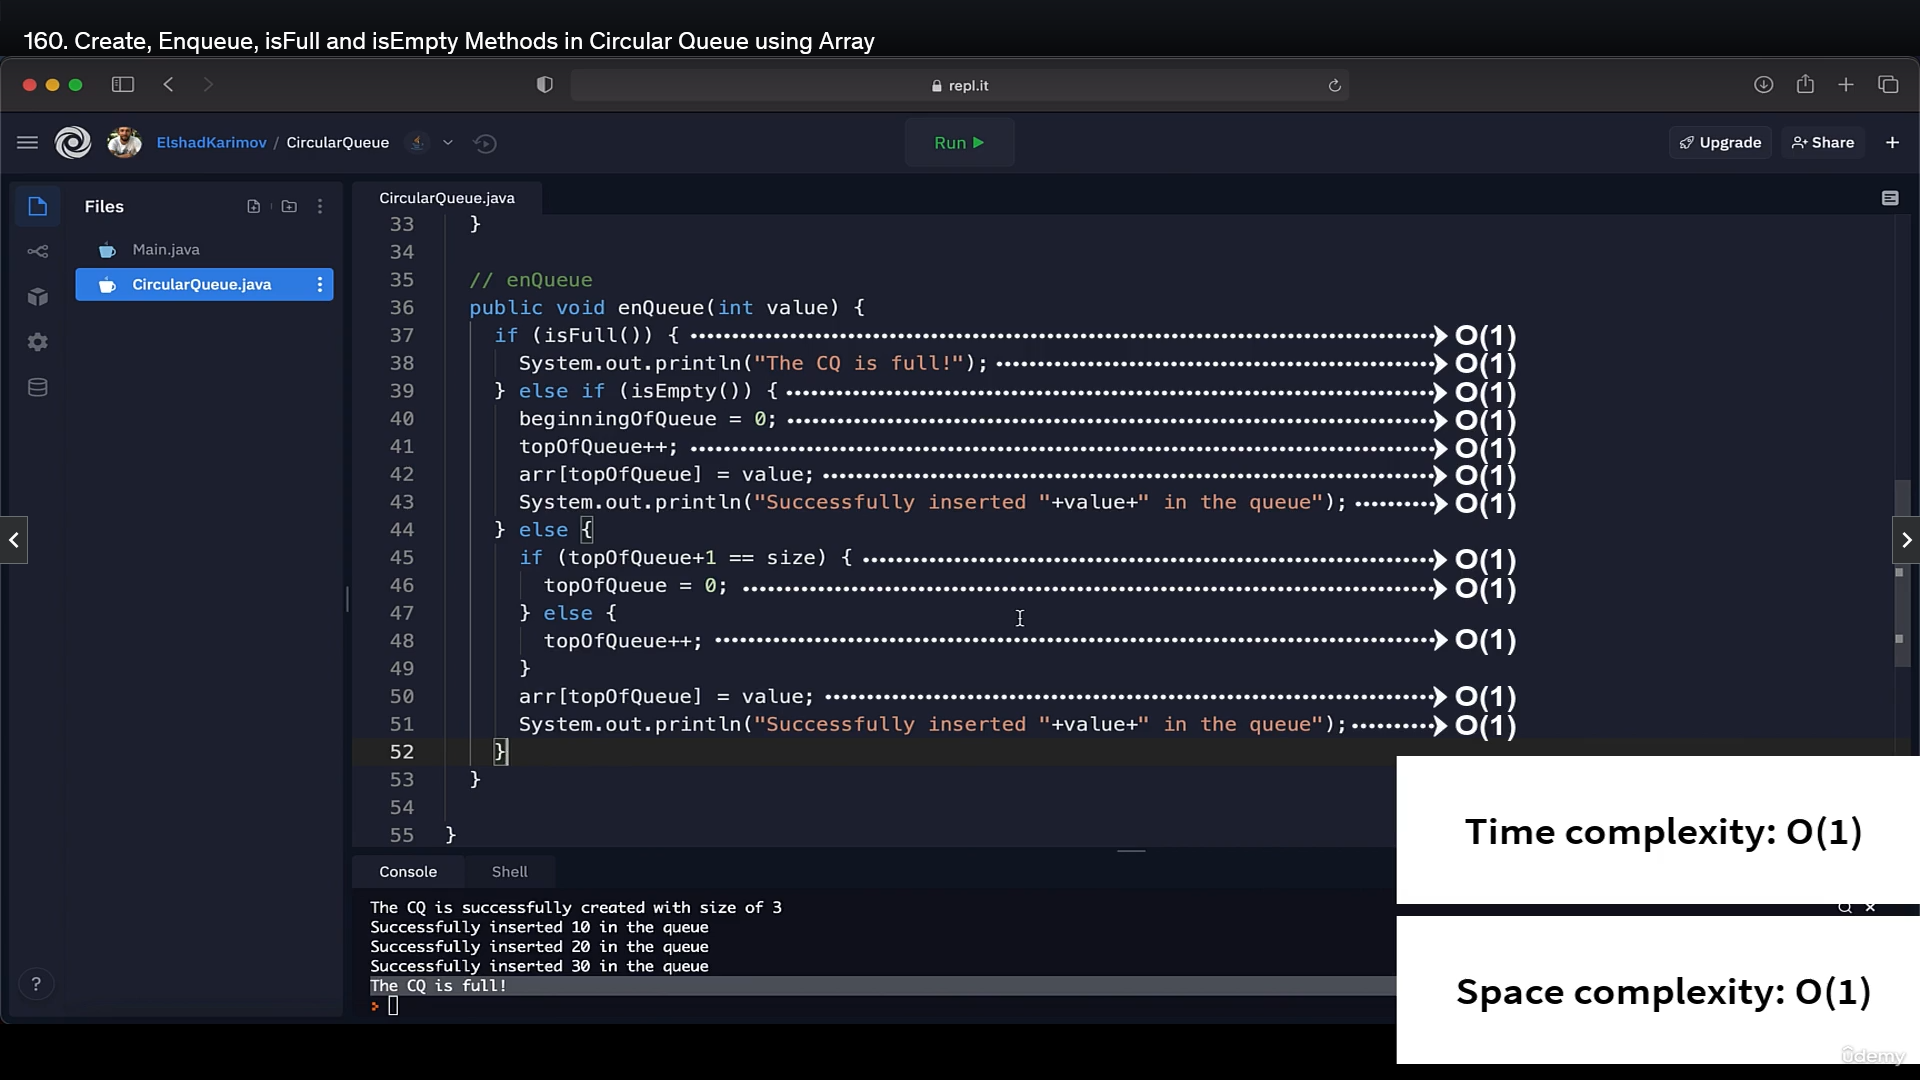 160. Create, Enqueue, isFull and isEmpty Methods in Circular Queue using Array
repl.it
ElshadKarimov / CircularQueue
Run
Upgrade
Share
Files
Main.java
CircularQueue.java
CircularQueue.java
33 }
34
35 // enQueue
36 public void enQueue(int value) {
37 if (isFull()) { O(1)
38 System.out.println("The CQ is full!"); O(1)
39 } else if (isEmpty()) { O(1)
40 beginningOfQueue = 0; O(1)
41 topOfQueue++; O(1)
42 arr[topOfQueue] = value; O(1)
43 System.out.println("Successfully inserted "+value+" in the queue"); O(1)
44 } else {
45 if (topOfQueue+1 == size) { O(1)
46 topOfQueue = 0; O(1)
47 } else {
48 topOfQueue++; O(1)
49 }
50 arr[topOfQueue] = value; O(1)
51 System.out.println("Successfully inserted "+value+" in the queue"); O(1)
52 }
53 }
54
55 }
Time complexity: O(1)
Console
Shell
The CQ is successfully created with size of 3
Successfully inserted 10 in the queue
Successfully inserted 20 in the queue
Successfully inserted 30 in the queue
The CQ is full!
>
?
Space complexity: O(1)
ûdemy